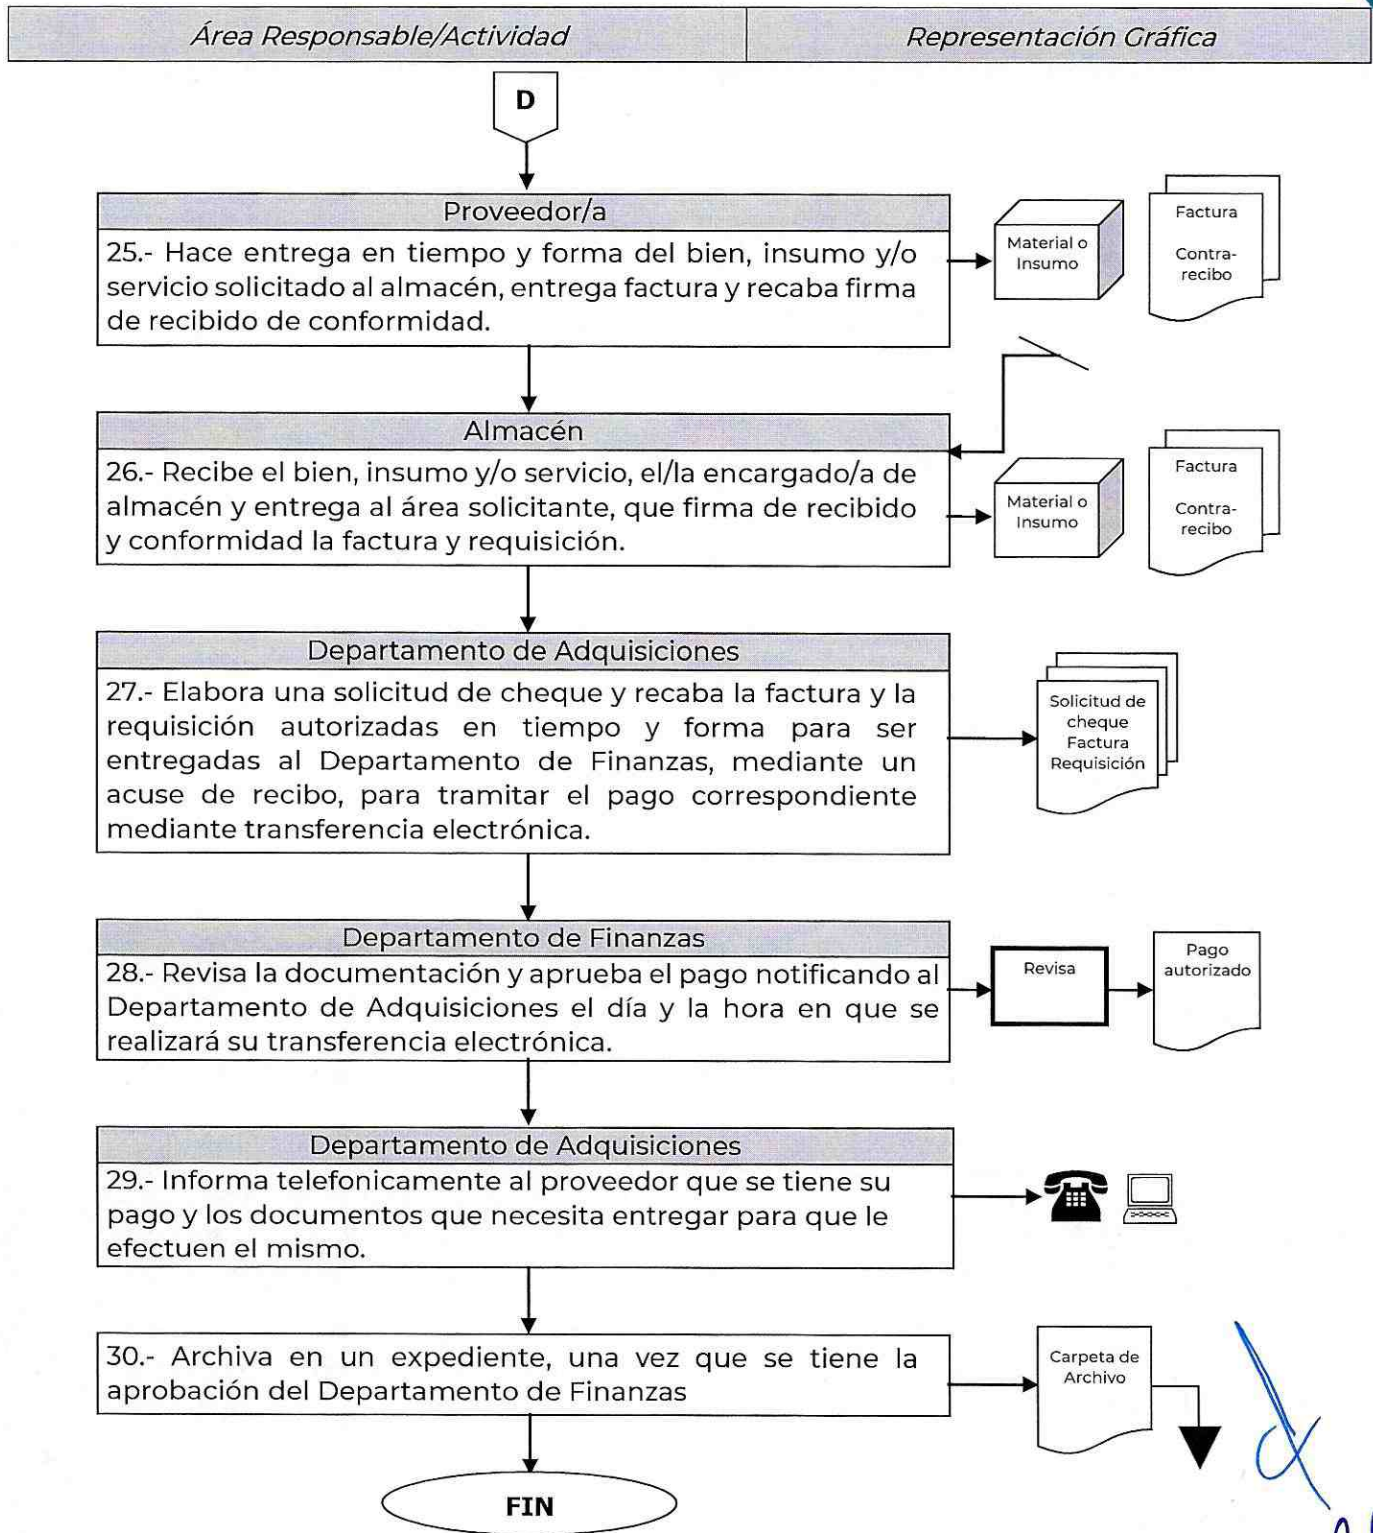 Área Responsable/Actividad
Representación Gráfica
D
Proveedor/a
25.- Hace entrega en tiempo y forma del bien, insumo y/o
servicio solicitado al almacén, entrega factura y recaba firma
de recibido de conformidad.
Material o
Insumo
Factura
Contra-
recibo
Almacén
26.- Recibe el bien, insumo y/o servicio, el/la encargado/a de
almacén y entrega al área solicitante, que firma de recibido
y conformidad la factura y requisición.
Material o
Insumo
Factura
Contra-
recibo
Departamento de Adquisiciones
27.- Elabora una solicitud de cheque y recaba la factura y la
requisición autorizadas en tiempo y forma para ser
entregadas al Departamento de Finanzas, mediante un
acuse de recibo, para tramitar el pago correspondiente
mediante transferencia electrónica.
Solicitud de
cheque
Factura
Requisición
Departamento de Finanzas
28.- Revisa la documentación y aprueba el pago notificando al
Departamento de Adquisiciones el día y la hora en que se
realizará su transferencia electrónica.
Revisa
Pago
autorizado
Departamento de Adquisiciones
29.- Informa telefonicamente al proveedor que se tiene su
pago y los documentos que necesita entregar para que le
efectuen el mismo.
30.- Archiva en un expediente, una vez que se tiene la
aprobación del Departamento de Finanzas
Carpeta de
Archivo
FIN